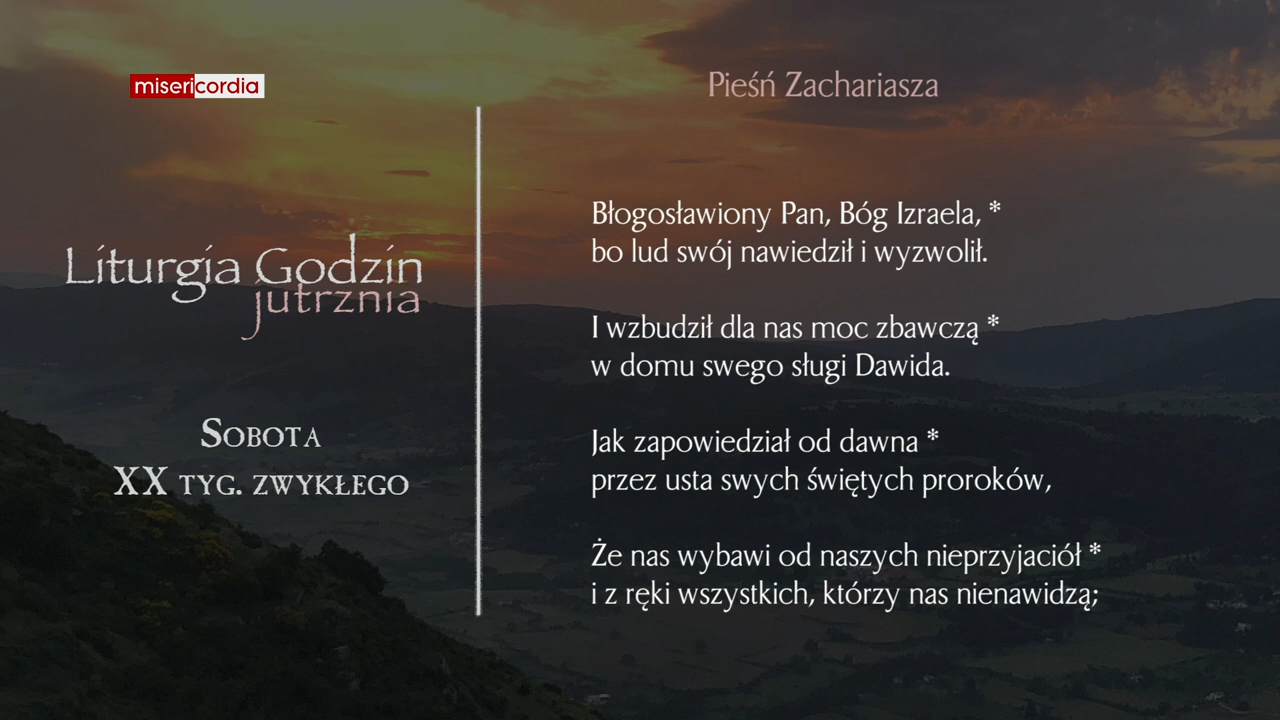 misericordia
Liturgia Godzin
jutrznia
Sobota
XX tyg. zwykłego
Pieśń Zachariasza
Błogosławiony Pan, Bóg Izraela, *
bo lud swój nawiedził i wyzwolił.
I wzbudził dla nas moc zbawczą *
w domu swego sługi Dawida.
Jak zapowiedział od dawna *
przez usta swych świętych proroków,
Że nas wybawi od naszych nieprzyjaciół *
i z ręki wszystkich, którzy nas nienawidzą;